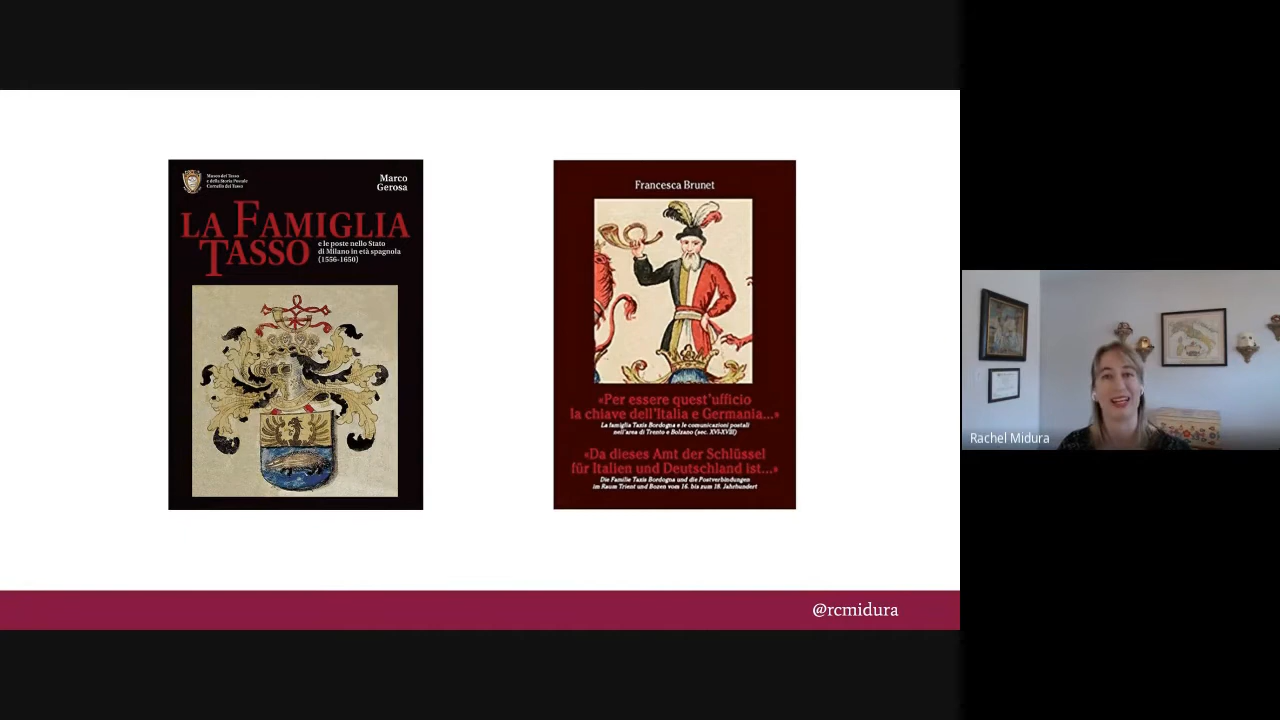 Museo dei Tasso
e della Storia Postale
Cornello dei Tasso
Marco
Gerosa
LA FAMIGLIA
TASSO
e le poste nello Stato
di Milano in età spagnola
(1556-1650)
Francesca Brunet
«Per essere quest'ufficio
la chiave dell'Italia e Germania...»
La famiglia Taxis Bordogna e le comunicazioni postali
nell'area di Trento e Bolzano (sec. XVI-XVIII)
«Da dieses Amt der Schlüssel
für Italien und Deutschland ist...»
Die Familie Taxis Bordogna und die Postverbindungen
im Raum Trient und Bozen vom 16. bis zum 18. Jahrhundert
@rcmidura
Rachel Midura